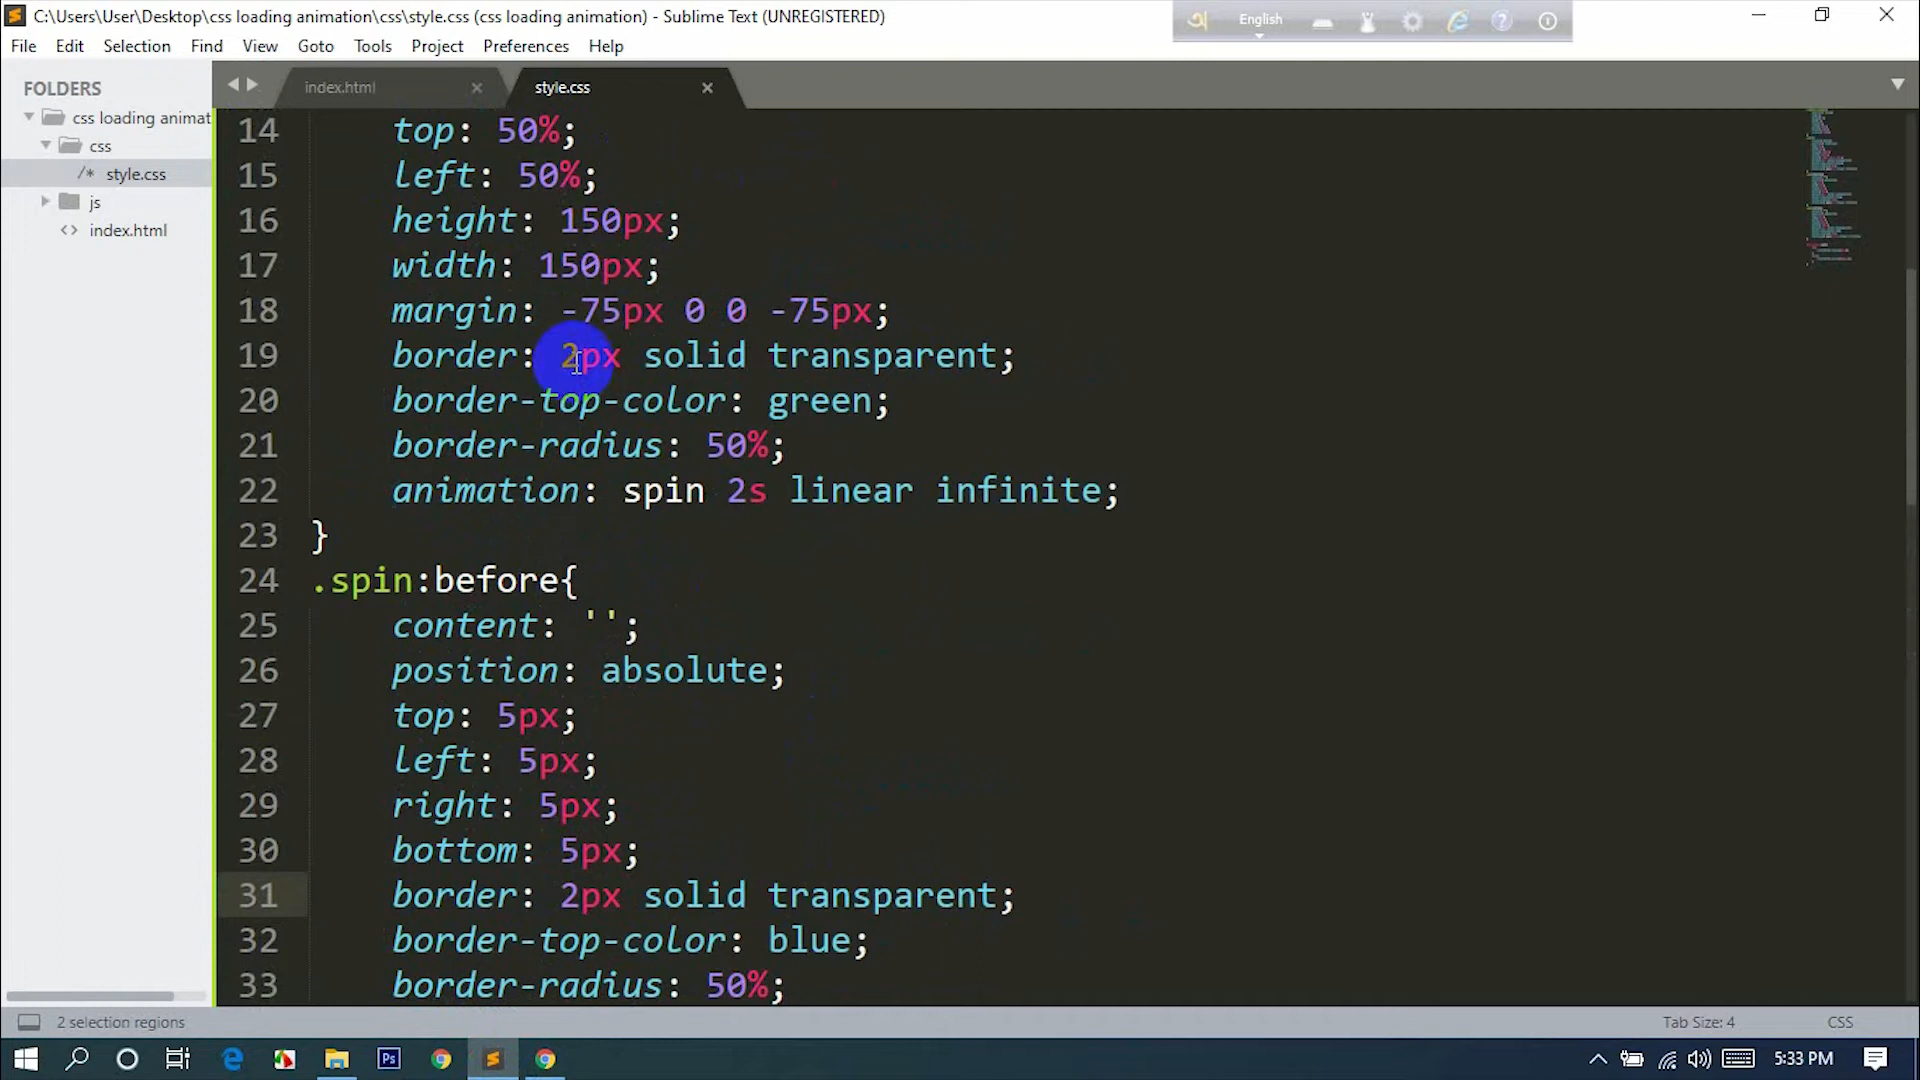 C:\Users\User\Desktop\css loading animation\css\style.css (css loading animation) - Sublime Text (UNREGISTERED)
English
File Edit Selection Find View Goto Tools Project Preferences Help
FOLDERS
css loading animat
css
/* style.css
js
<> index.html
index.html
style.css
14 top: 50%;
15 left: 50%;
16 height: 150px;
17 width: 150px;
18 margin: -75px 0 0 -75px;
19 border: 2px solid transparent;
20 border-top-color: green;
21 border-radius: 50%;
22 animation: spin 2s linear infinite;
23 }
24 .spin:before{
25 content: '';
26 position: absolute;
27 top: 5px;
28 left: 5px;
29 right: 5px;
30 bottom: 5px;
31 border: 2px solid transparent;
32 border-top-color: blue;
33 border-radius: 50%;
2 selection regions
Tab Size: 4
CSS
Ps
5:33 PM